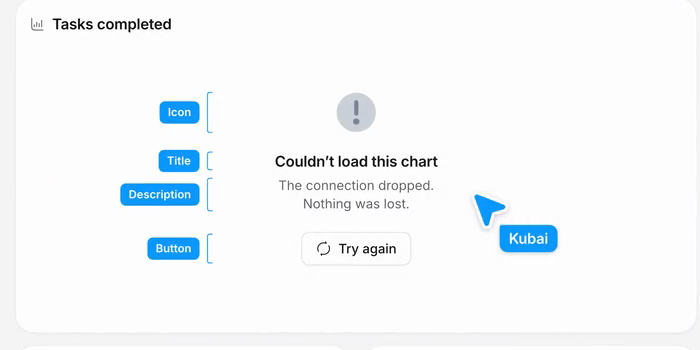 Tasks completed
Icon
Title
Couldn’t load this chart
Description
The connection dropped.
Nothing was lost.
Button
Try again
Kubai